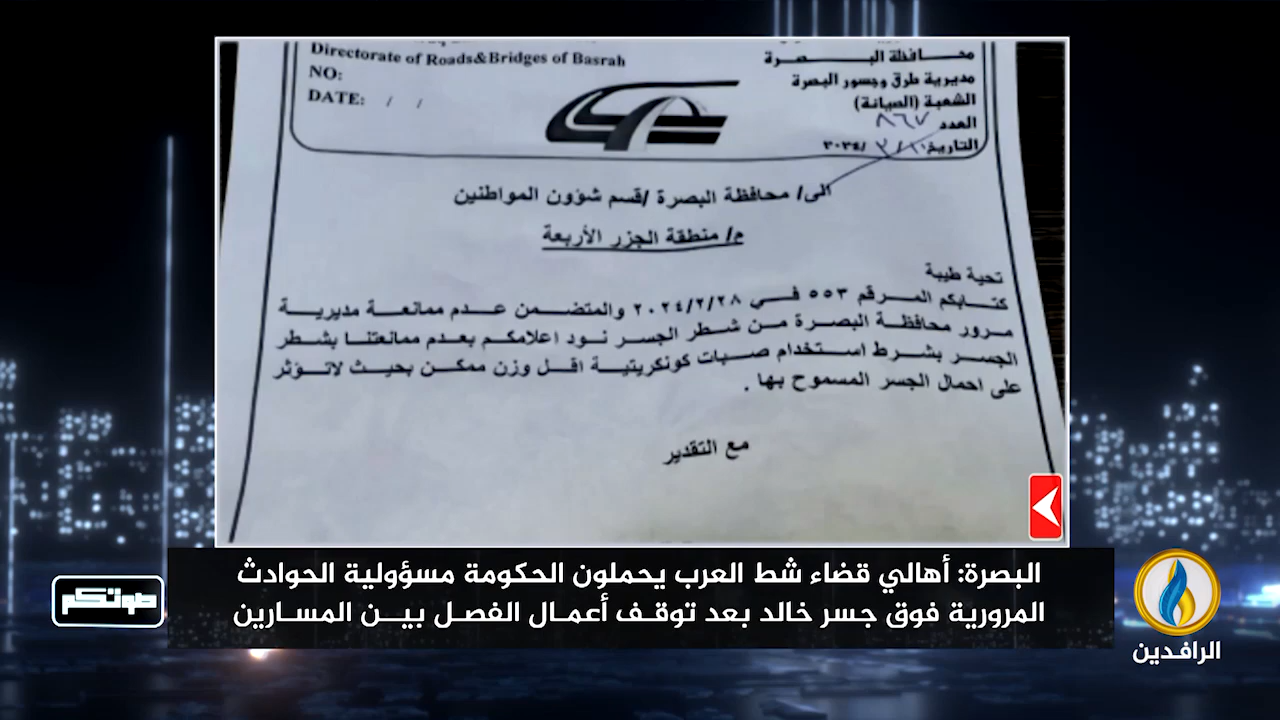 Directorate of Roads&Bridges of Basrah
NO:
DATE: / /
محافظة البصرة
مديرية طرق وجسور البصرة
الشعبة (الصيانة)
العدد ٨٦٧
التاريخ ٢٠٢٤/٣/
الى/ محافظة البصرة /قسم شؤون المواطنين
م/ منطقة الجزر الأربعة
تحية طيبة
كتابكم المرقم ٥٥٣ في ٢٠٢٤/٢/٢٨ والمتضمن عدم ممانعة مديرية
مرور محافظة البصرة من شطر الجسر نود اعلامكم بعدم ممانعتنا بشطر
الجسر بشرط استخدام صبات كونكريتية اقل وزن ممكن بحيث لاتؤثر
على احمال الجسر المسموح بها .
مع التقدير
البصرة: أهالي قضاء شط العرب يحملون الحكومة مسؤولية الحوادث
المرورية فوق جسر خالد بعد توقف أعمال الفصل بين المسارين
صوتكم
الرافدين